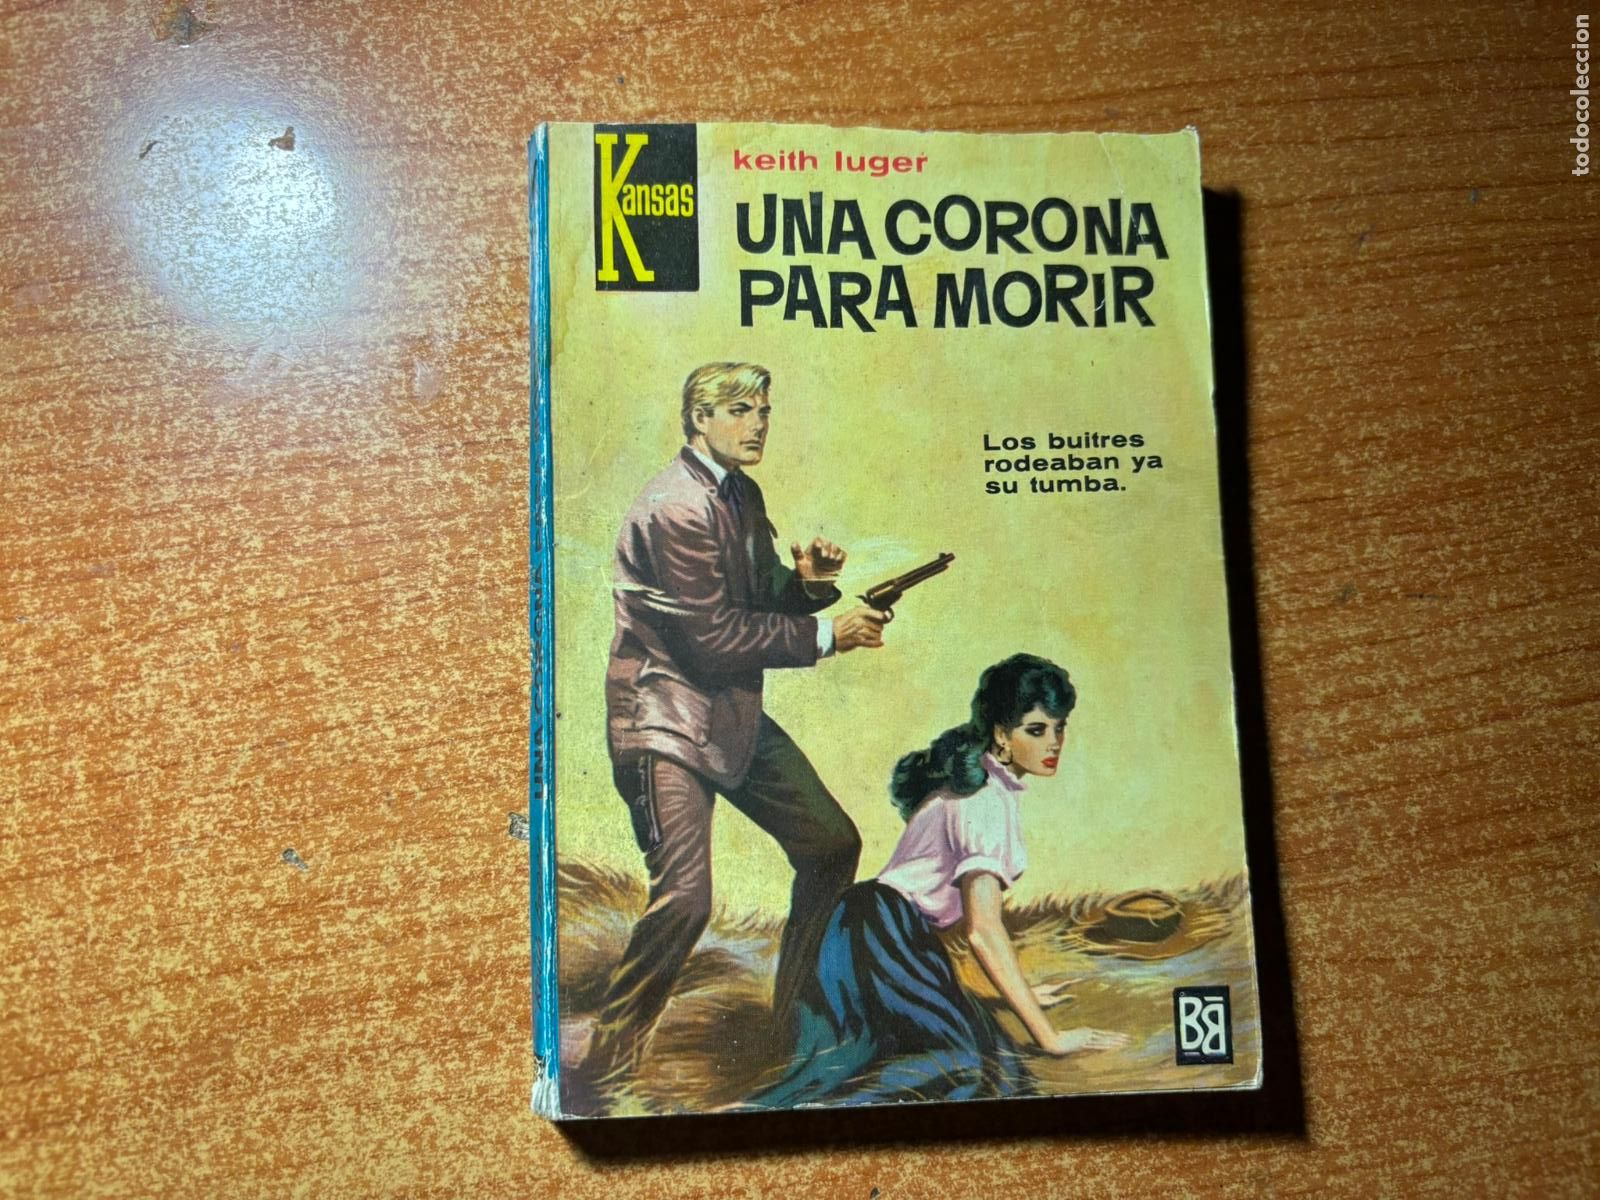 Kansas
keith luger
UNA CORONA
PARA MORIR
Los buitres
rodeaban ya
su tumba.
BB
UNA CORONA
todocoleccion